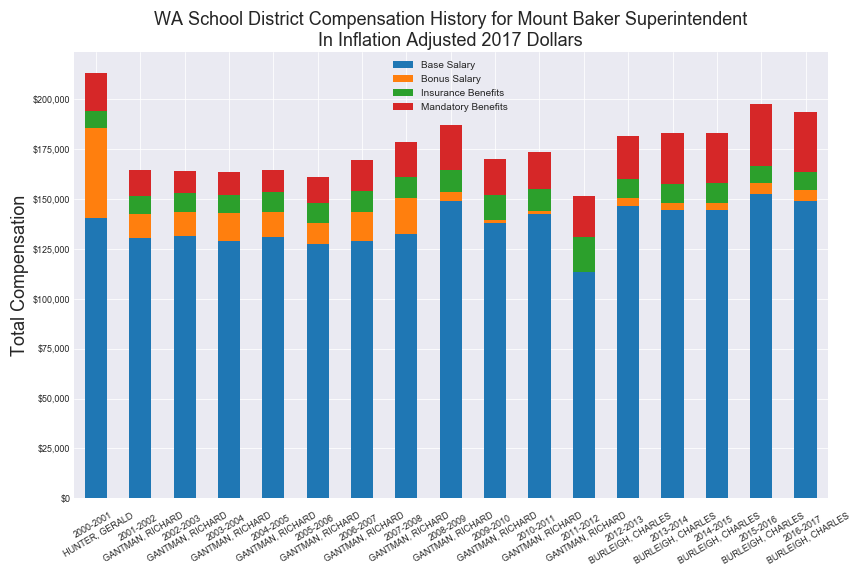 WA School District Compensation History for Mount Baker Superintendent
In Inflation Adjusted 2017 Dollars
Base Salary
Bonus Salary
Insurance Benefits
Mandatory Benefits
Total Compensation
$200,000
$175,000
$150,000
$125,000
$100,000
$75,000
$50,000
$25,000
$0
2000-2001
HUNTER, GERALD
2001-2002
GANTMAN, RICHARD
2002-2003
GANTMAN, RICHARD
2003-2004
GANTMAN, RICHARD
2004-2005
GANTMAN, RICHARD
2005-2006
GANTMAN, RICHARD
2006-2007
GANTMAN, RICHARD
2007-2008
GANTMAN, RICHARD
2008-2009
GANTMAN, RICHARD
2009-2010
GANTMAN, RICHARD
2010-2011
GANTMAN, RICHARD
2011-2012
GANTMAN, RICHARD
2012-2013
BURLEIGH, CHARLES
2013-2014
BURLEIGH, CHARLES
2014-2015
BURLEIGH, CHARLES
2015-2016
BURLEIGH, CHARLES
2016-2017
BURLEIGH, CHARLES